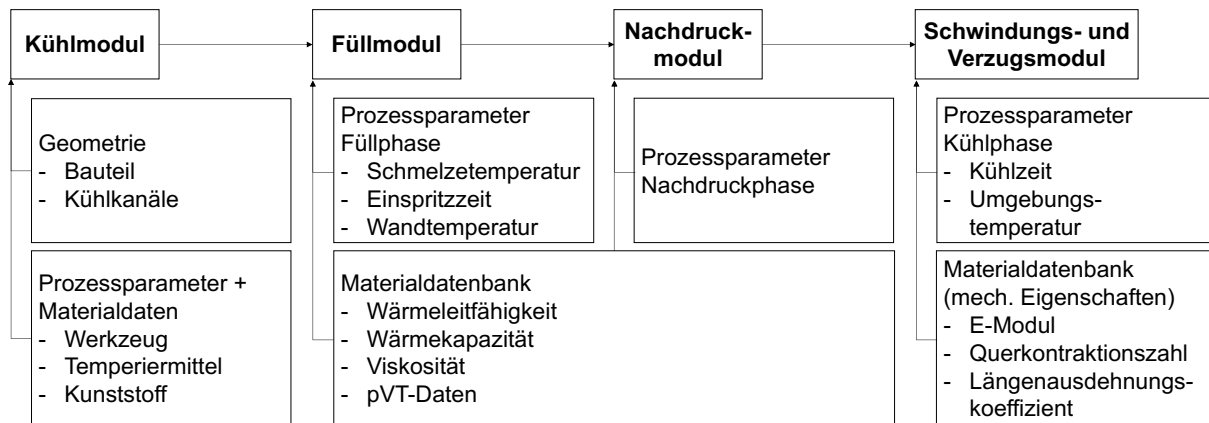 Kühlmodul
Füllmodul
Nachdruck-
modul
Schwindungs- und
Verzugsmodul
Geometrie
- Bauteil
- Kühlkanäle
Prozessparameter
Füllphase
- Schmelzetemperatur
- Einspritzzeit
- Wandtemperatur
Prozessparameter
Nachdruckphase
Prozessparameter
Kühlphase
- Kühlzeit
- Umgebungs-
temperatur
Prozessparameter +
Materialdaten
- Werkzeug
- Temperiermittel
- Kunststoff
Materialdatenbank
- Wärmeleitfähigkeit
- Wärmekapazität
- Viskosität
- pVT-Daten
Materialdatenbank
(mech. Eigenschaften)
- E-Modul
- Querkontraktionszahl
- Längenausdehnungs-
koeffizient